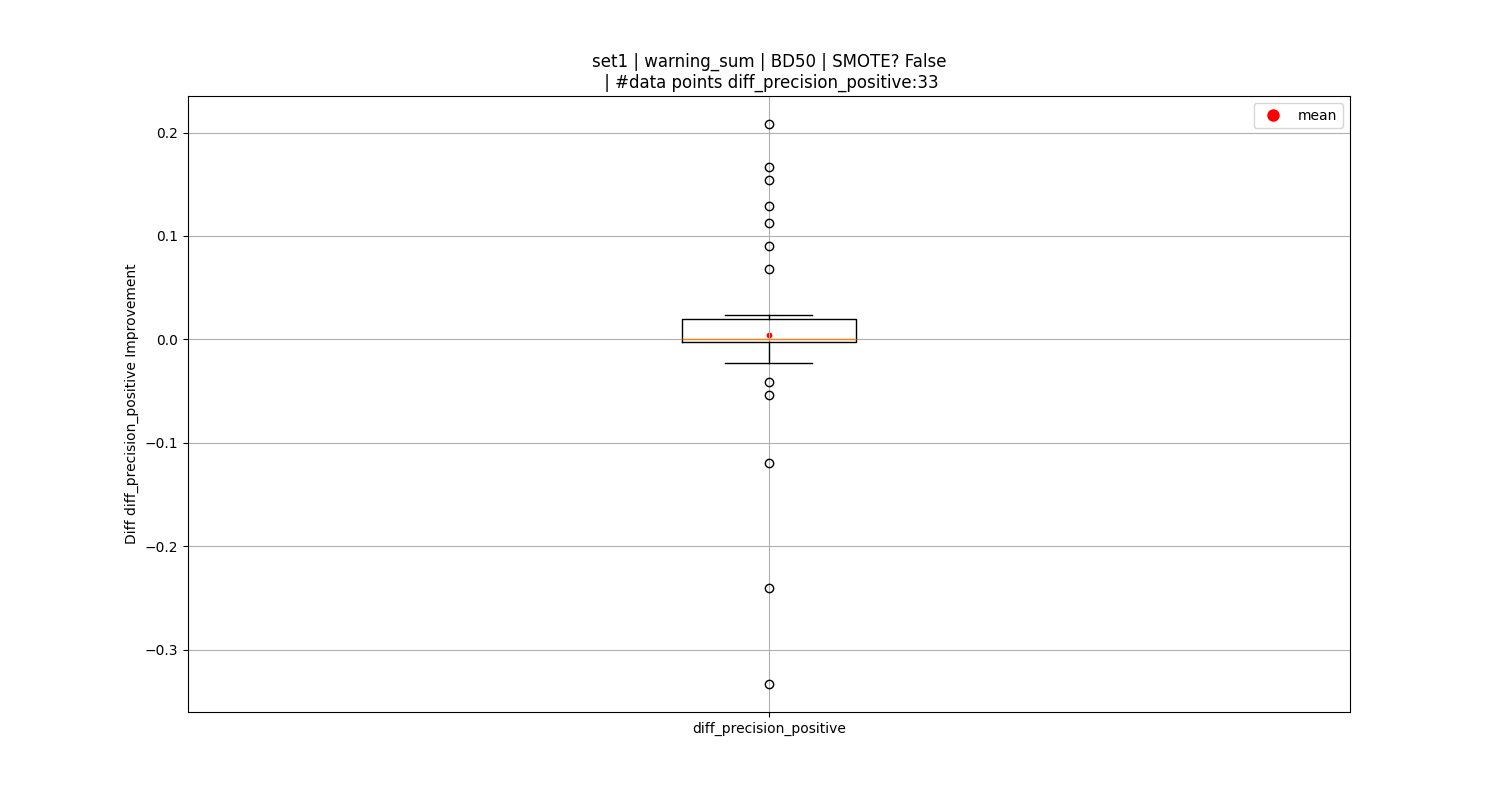 set1 | warning_sum | BD50 | SMOTE? False
| #data points diff_precision_positive:33
mean
0.2
0.1
0.0
−0.1
−0.2
−0.3
Diff diff_precision_positive Improvement
diff_precision_positive